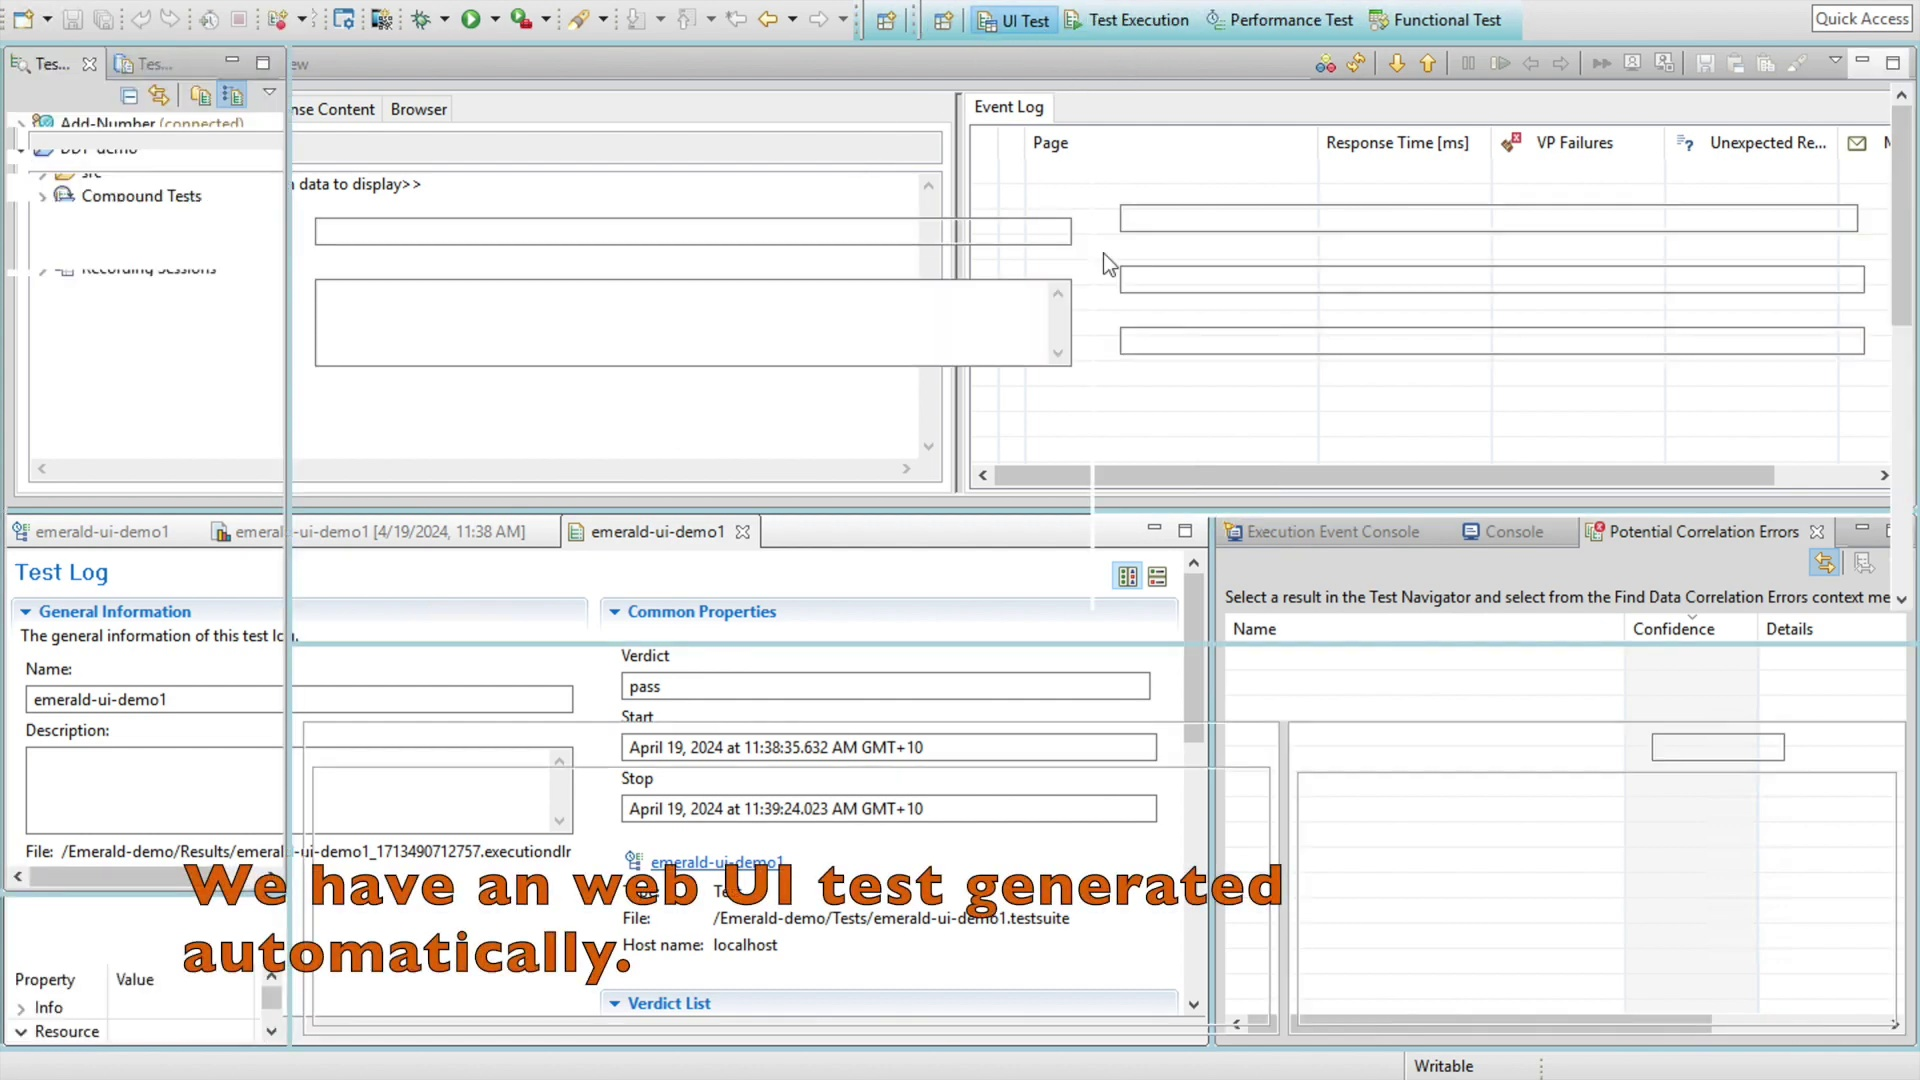 UI Test
Test Execution
Performance Test
Functional Test
Quick Access
Tes...
Tes...
ew
Add-Number (connected)
DDT-demo
src
Compound Tests
Recording Sessions
nse Content
Browser
data to display>>
Event Log
Page
Response Time [ms]
VP Failures
Unexpected Re...
emerald-ui-demo1
emerald-ui-demo1 [4/19/2024, 11:38 AM]
emerald-ui-demo1
Execution Event Console
Console
Potential Correlation Errors
Test Log
General Information
The general information of this test log.
Name:
emerald-ui-demo1
Description:
File: /Emerald-demo/Results/emerald-ui-demo1_1713490712757.executiondlr
Common Properties
Verdict
pass
Start
April 19, 2024 at 11:38:35.632 AM GMT+10
Stop
April 19, 2024 at 11:39:24.023 AM GMT+10
emerald-ui-demo1
File: /Emerald-demo/Tests/emerald-ui-demo1.testsuite
Host name: localhost
Verdict List
Select a result in the Test Navigator and select from the Find Data Correlation Errors context me
Name
Confidence
Details
We have an web UI test generated
automatically.
Property
Value
Info
Resource
Writable